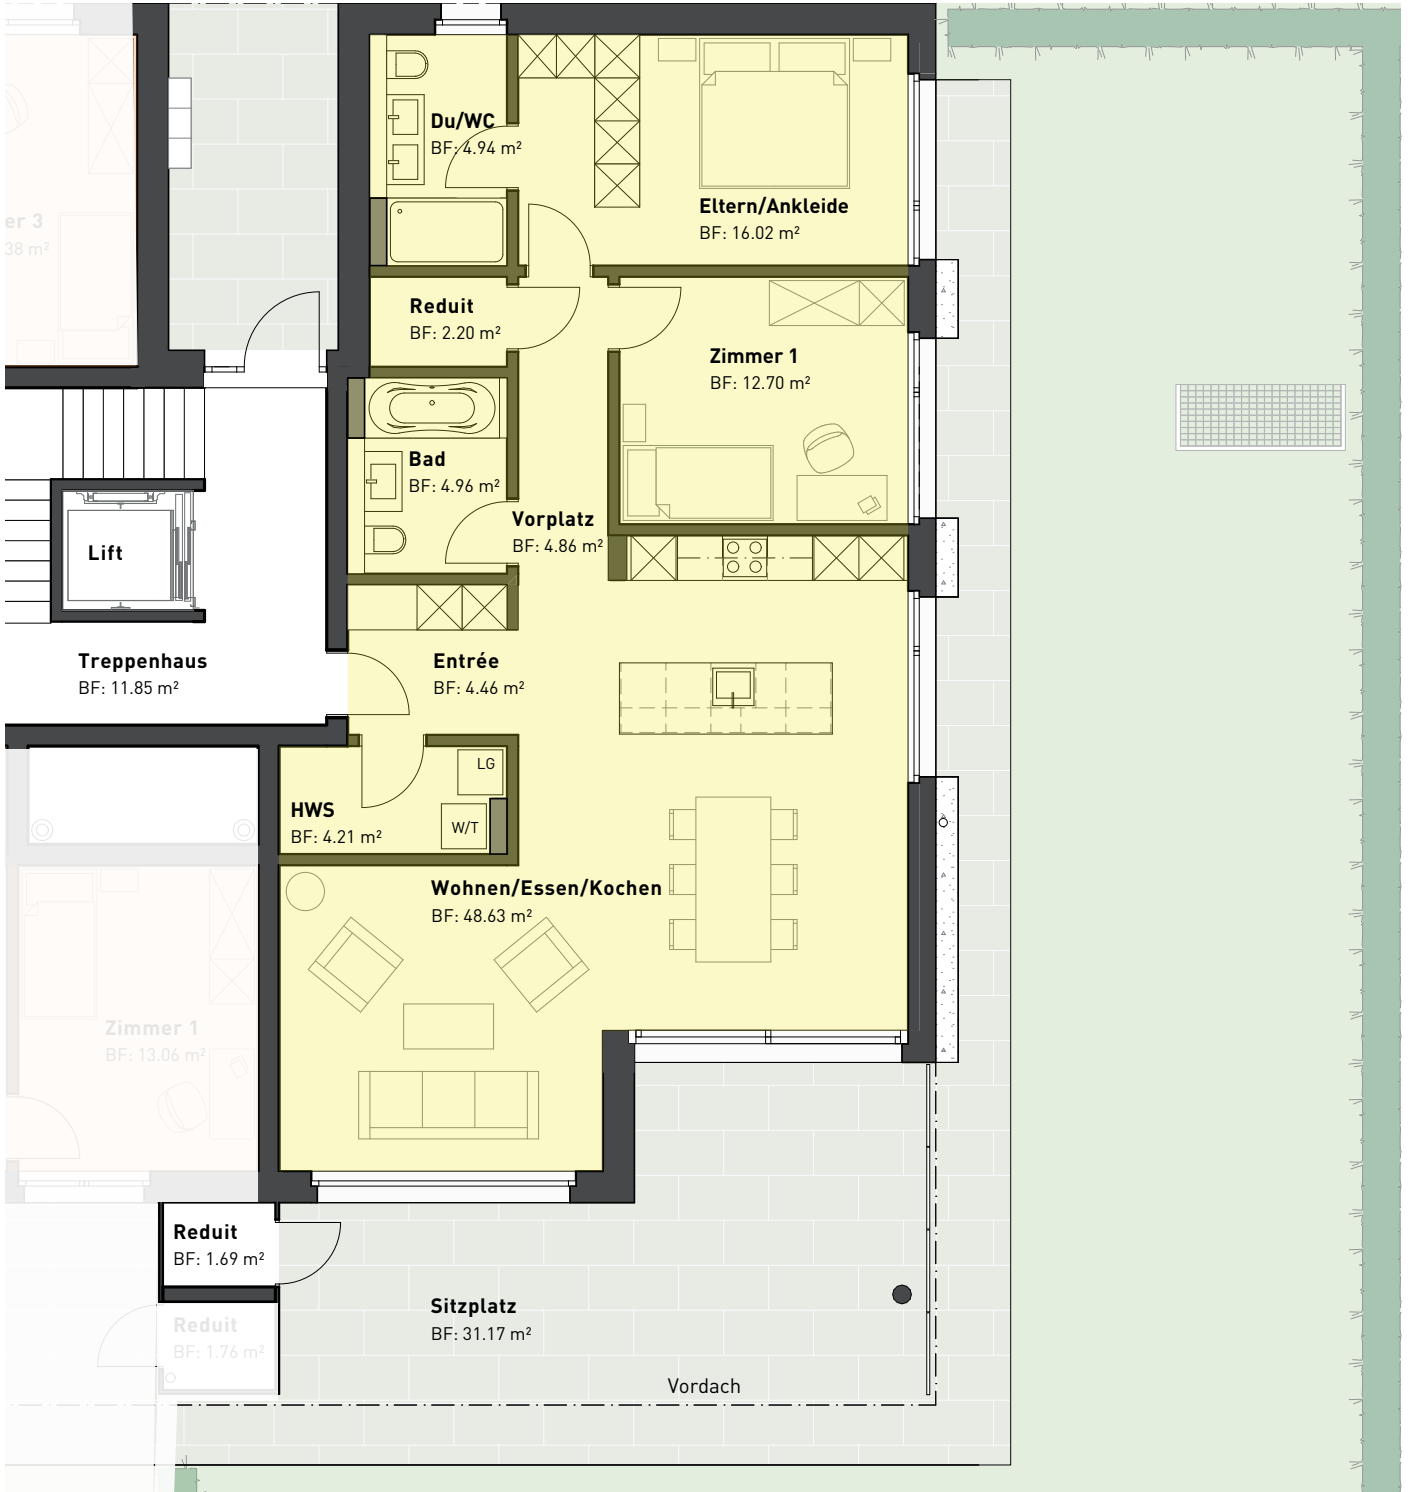 Du/WC
BF: 4.94 m²
Eltern/Ankleide
BF: 16.02 m²
er 3
38 m²
Reduit
BF: 2.20 m²
Zimmer 1
BF: 12.70 m²
Bad
BF: 4.96 m²
Vorplatz
BF: 4.86 m²
Lift
Treppenhaus
BF: 11.85 m²
Entrée
BF: 4.46 m²
LG
HWS
BF: 4.21 m²
W/T
Wohnen/Essen/Kochen
BF: 48.63 m²
Zimmer 1
BF: 13.06 m²
Reduit
BF: 1.69 m²
Sitzplatz
BF: 31.17 m²
Reduit
BF: 1.76 m²
Vordach